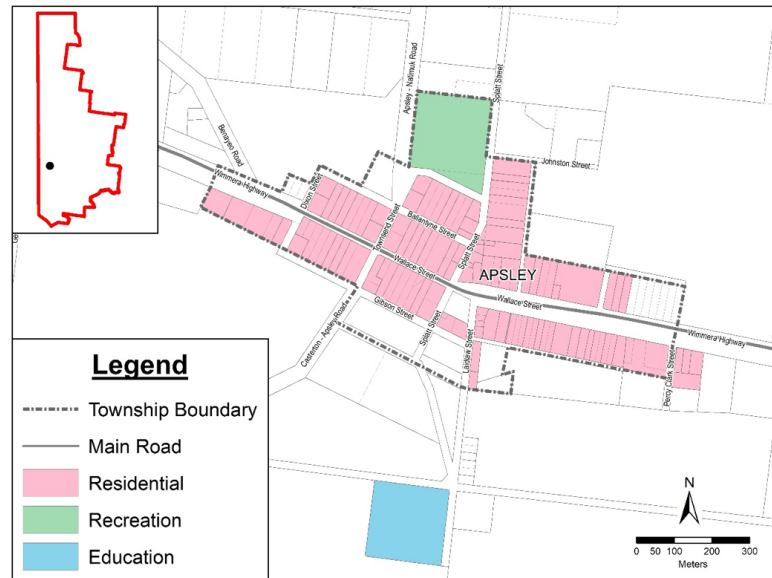 Apsley - Natimuk Road
Splatt Street
Benayeo Road
Johnston Street
Wimmera Highway
Dixon Street
Townsend Street
Ballantyne Street
Splatt Street
Wallace Street
APSLEY
Wallace Street
Gibson Street
Casterton - Apsley Road
Splatt Street
Laidlaw Street
Wimmera Highway
Percy Clark Street
Legend
Township Boundary
Main Road
Residential
Recreation
Education
N
0 50 100 200 300
Meters